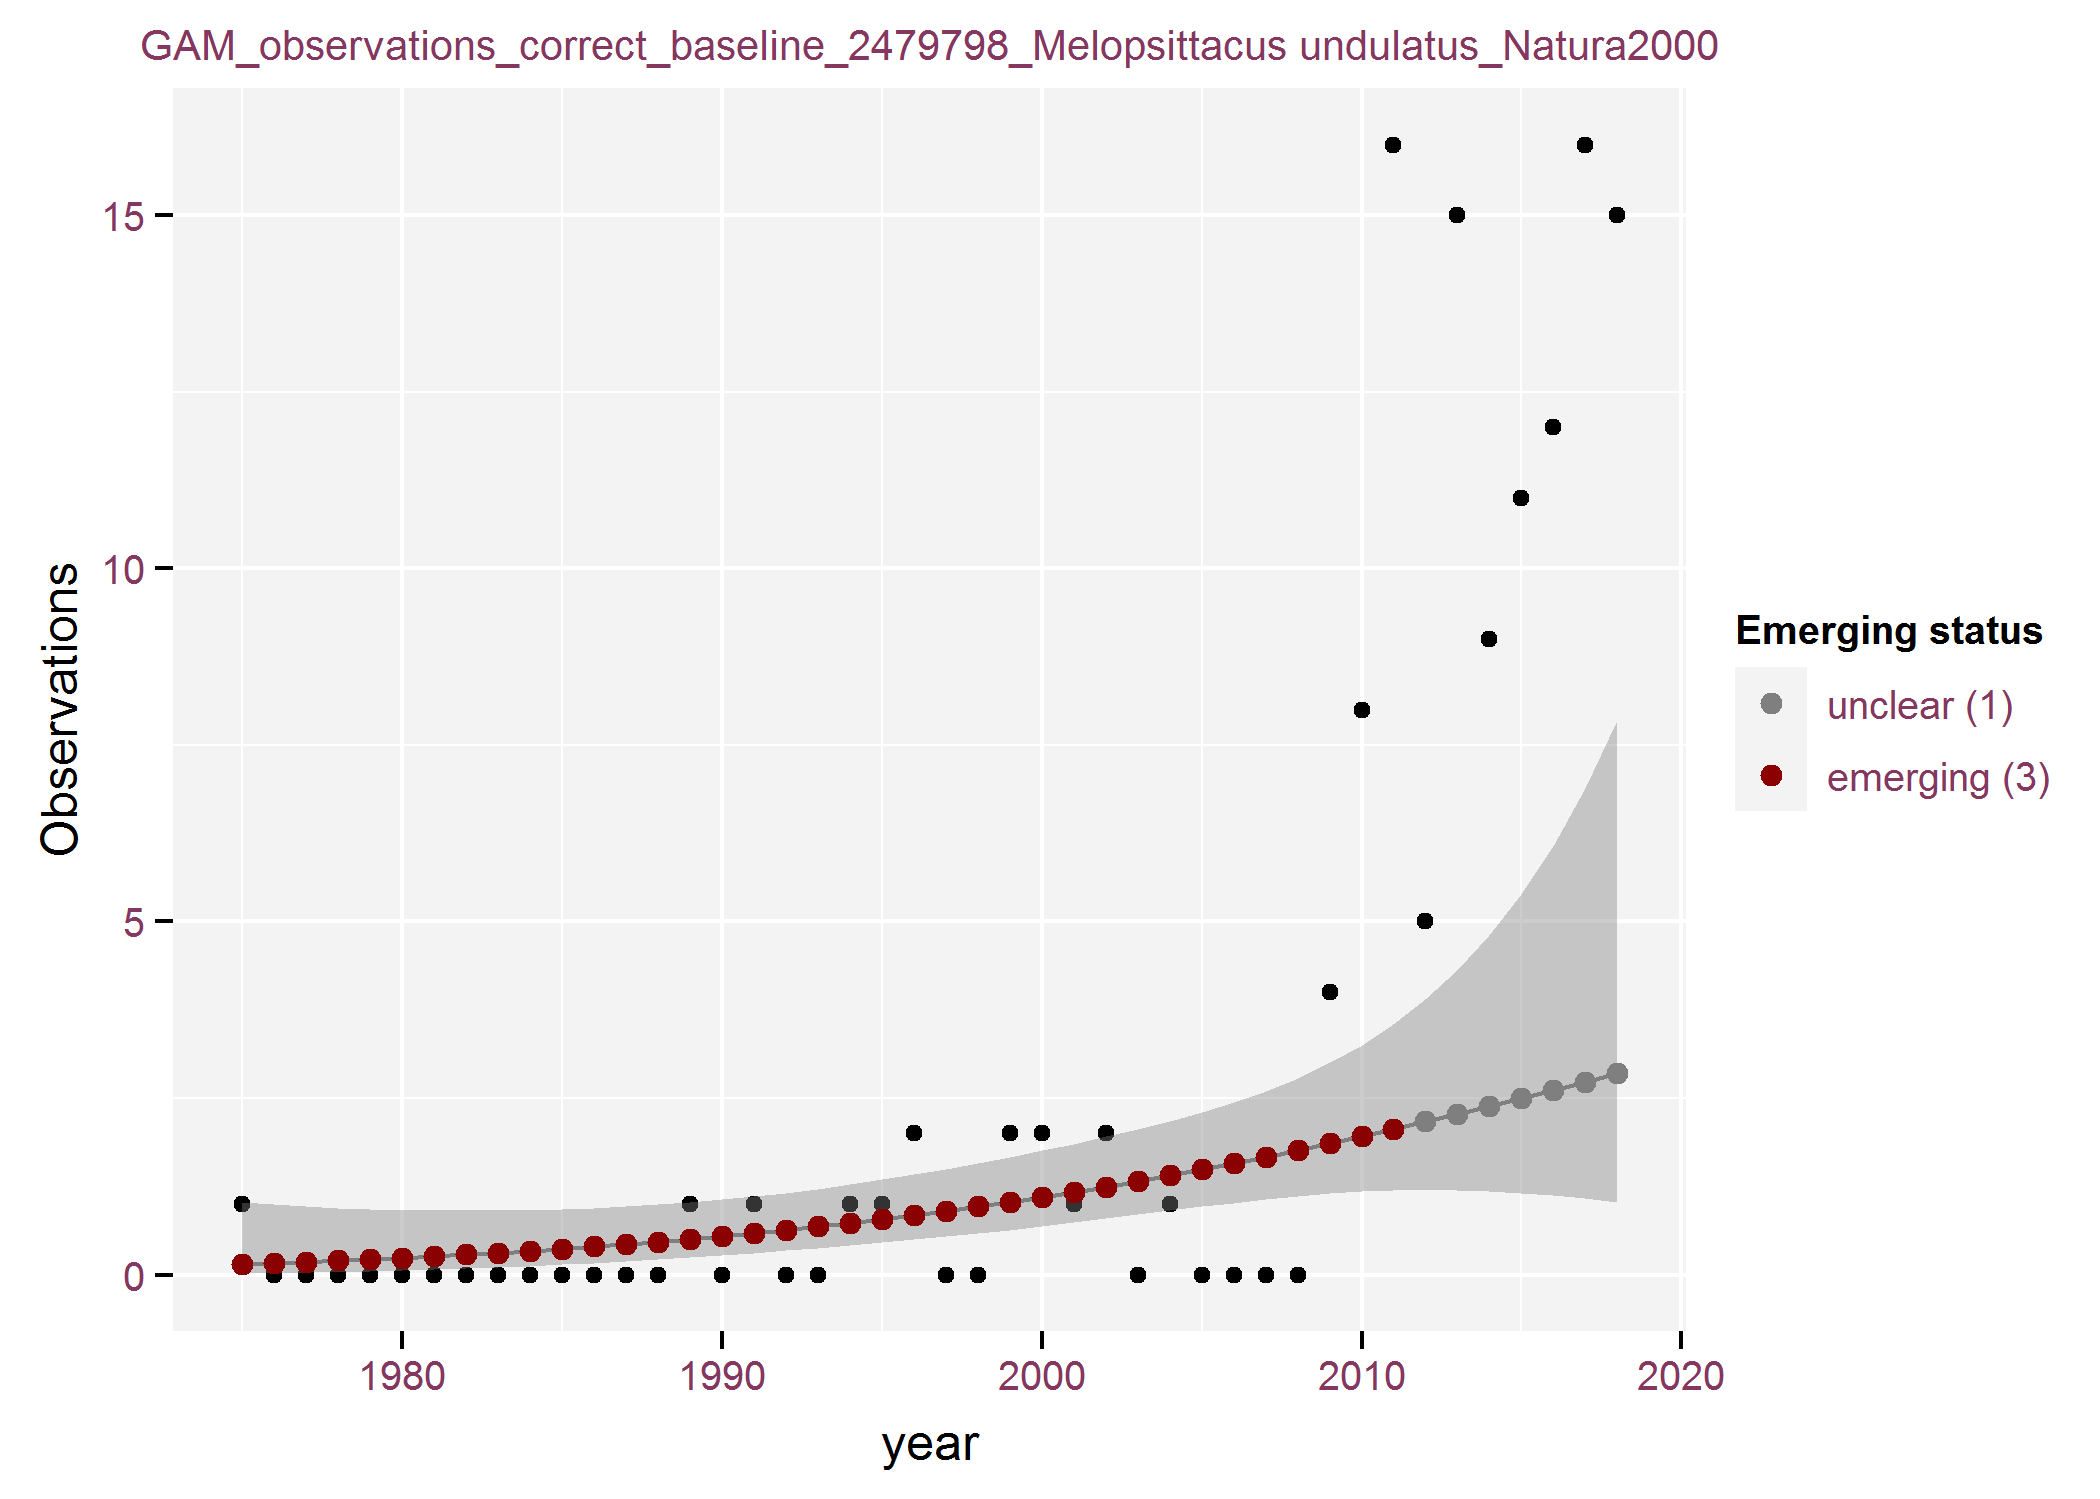 GAM_observations_correct_baseline_2479798_Melopsittacus undulatus_Natura2000
Observations
15
10
5
0
1980
1990
2000
2010
2020
year
Emerging status
unclear (1)
emerging (3)